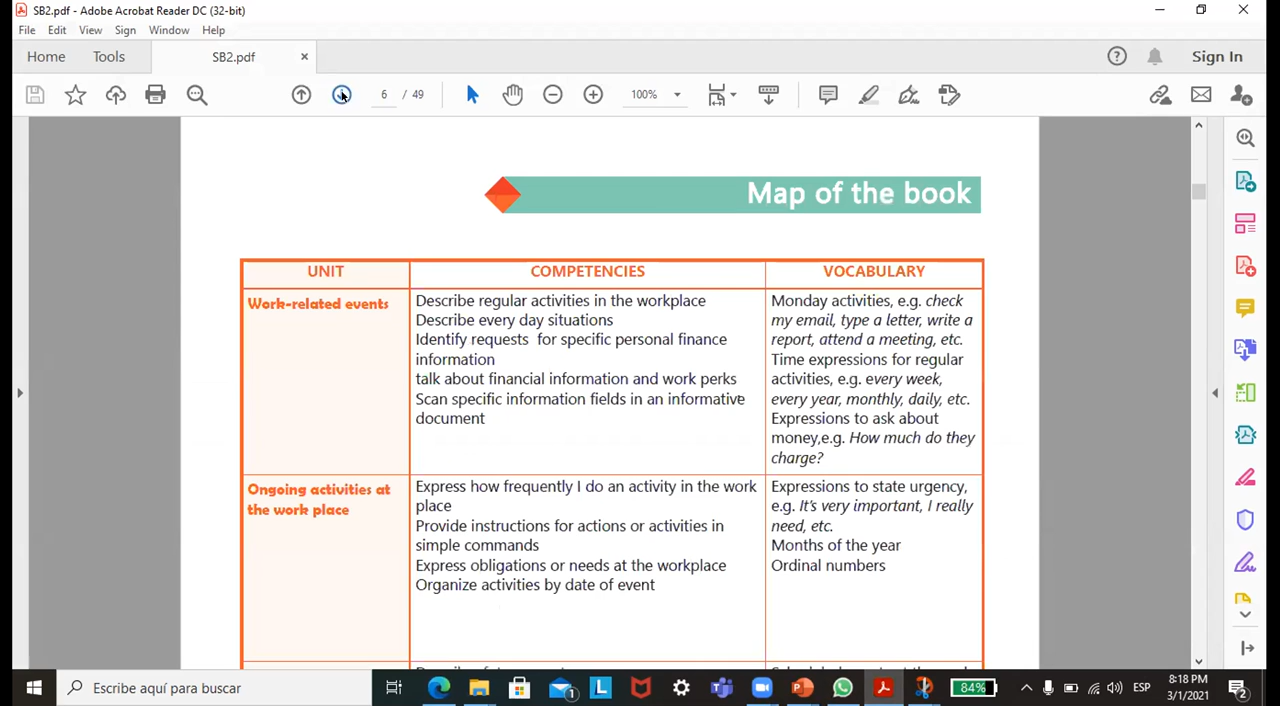 SB2.pdf - Adobe Acrobat Reader DC (32-bit)
File Edit View Sign Window Help
Home Tools SB2.pdf × Sign In
6 / 49 100%
Map of the book
UNIT COMPETENCIES VOCABULARY
Work-related events
Describe regular activities in the workplace
Describe every day situations
Identify requests for specific personal finance
information
talk about financial information and work perks
Scan specific information fields in an informative
document
Monday activities, e.g. check
my email, type a letter, write a
report, attend a meeting, etc.
Time expressions for regular
activities, e.g. every week,
every year, monthly, daily, etc.
Expressions to ask about
money,e.g. How much do they
charge?
Ongoing activities at
the work place
Express how frequently I do an activity in the work
place
Provide instructions for actions or activities in
simple commands
Express obligations or needs at the workplace
Organize activities by date of event
Expressions to state urgency,
e.g. It's very important, I really
need, etc.
Months of the year
Ordinal numbers
Escribe aquí para buscar
84%
ESP
8:18 PM
3/1/2021